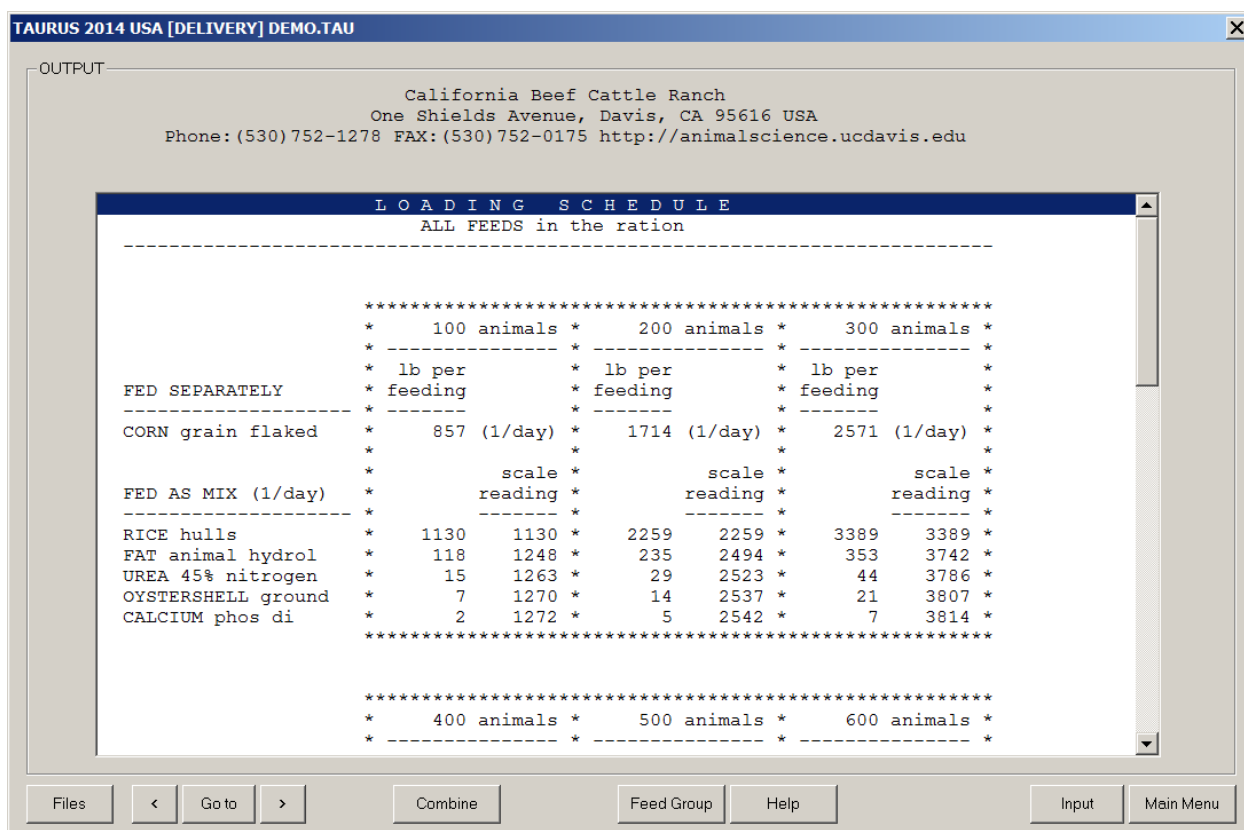 TAURUS 2014 USA [DELIVERY] DEMO.TAU
OUTPUT
California Beef Cattle Ranch
One Shields Avenue, Davis, CA 95616 USA
Phone:(530)752-1278 FAX:(530)752-0175 http://animalscience.ucdavis.edu
L O A D I N G   S C H E D U L E
ALL FEEDS in the ration
----------------------------------------------------------------------------
*******************************************************
*     100 animals *     200 animals *     300 animals *
* --------------- * --------------- * --------------- *
*  lb per         *  lb per         *  lb per         *
FED SEPARATELY       * feeding         * feeding         * feeding         *
-------------------- * -------         * -------         * -------         *
CORN grain flaked    *     857 (1/day) *    1714 (1/day) *    2571 (1/day) *
*                 *                 *                 *
*           scale *           scale *           scale *
FED AS MIX (1/day)   *         reading *         reading *         reading *
-------------------- *         ------- *         ------- *         ------- *
RICE hulls           *    1130    1130 *    2259    2259 *    3389    3389 *
FAT animal hydrol    *     118    1248 *     235    2494 *     353    3742 *
UREA 45% nitrogen    *      15    1263 *      29    2523 *      44    3786 *
OYSTERSHELL ground   *       7    1270 *      14    2537 *      21    3807 *
CALCIUM phos di      *       2    1272 *       5    2542 *       7    3814 *
*******************************************************
*******************************************************
*     400 animals *     500 animals *     600 animals *
* --------------- * --------------- * --------------- *
Files < Go to > Combine Feed Group Help Input Main Menu